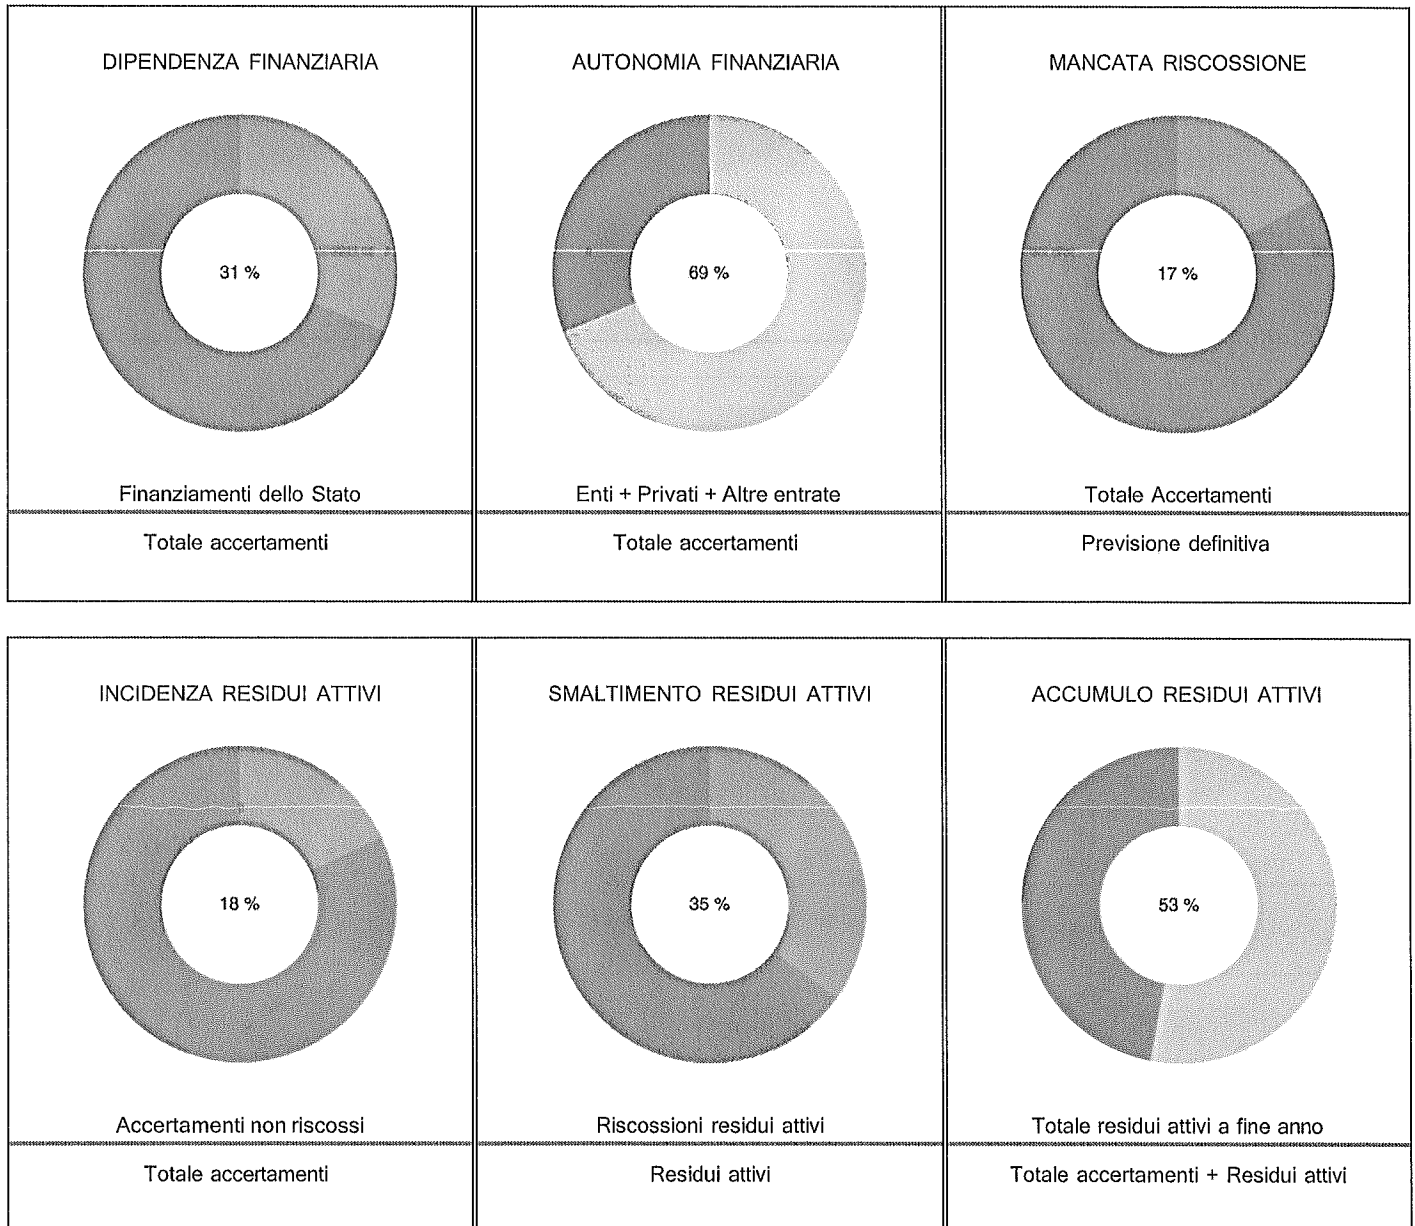 DIPENDENZA FINANZIARIA
31 %
Finanziamenti dello Stato
Totale accertamenti
AUTONOMIA FINANZIARIA
69 %
Enti + Privati + Altre entrate
Totale accertamenti
MANCATA RISCOSSIONE
17 %
Totale Accertamenti
Previsione definitiva
INCIDENZA RESIDUI ATTIVI
18 %
Accertamenti non riscossi
Totale accertamenti
SMALTIMENTO RESIDUI ATTIVI
35 %
Riscossioni residui attivi
Residui attivi
ACCUMULO RESIDUI ATTIVI
53 %
Totale residui attivi a fine anno
Totale accertamenti + Residui attivi